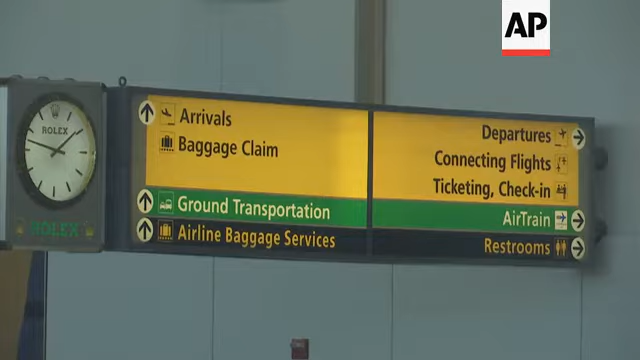 AP
ROLEX
ROLEX
Arrivals
Baggage Claim
Ground Transportation
Airline Baggage Services
Departures
Connecting Flights
Ticketing, Check-in
AirTrain
Restrooms